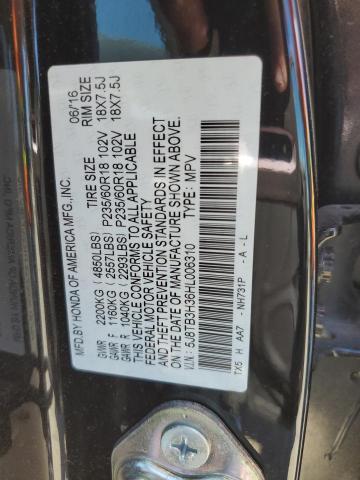 MFD.BY HONDA OF AMERICA MFG.,INC. 06/'16
TIRE SIZE RIM SIZE
GVWR 2200KG (4850LBS)
GAWR F 1160KG (2557LBS) P235/60R18 102V 18X7.5J
GAWR R 1040KG (2293LBS) P235/60R18 102V 18X7.5J
THIS VEHICLE CONFORMS TO ALL APPLICABLE
FEDERAL MOTOR VEHICLE SAFETY
AND THEFT PREVENTION STANDARDS IN EFFECT
ON THE DATE OF MANUFACTURE SHOWN ABOVE.
V.I.N.: 5J8TB3H36HL009310 TYPE: MPV
TX5 H AA7 - NH731P - A - L